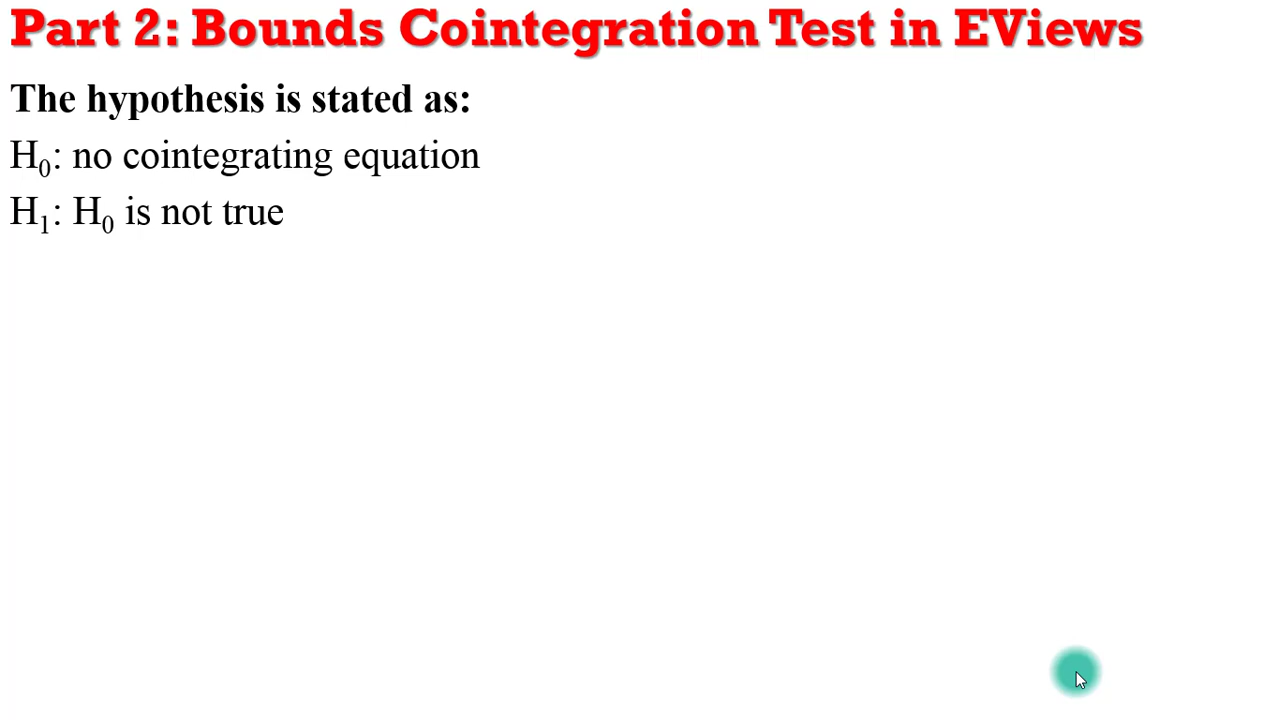 Part 2: Bounds Cointegration Test in EViews
The hypothesis is stated as:
H₀: no cointegrating equation
H₁: H₀ is not true